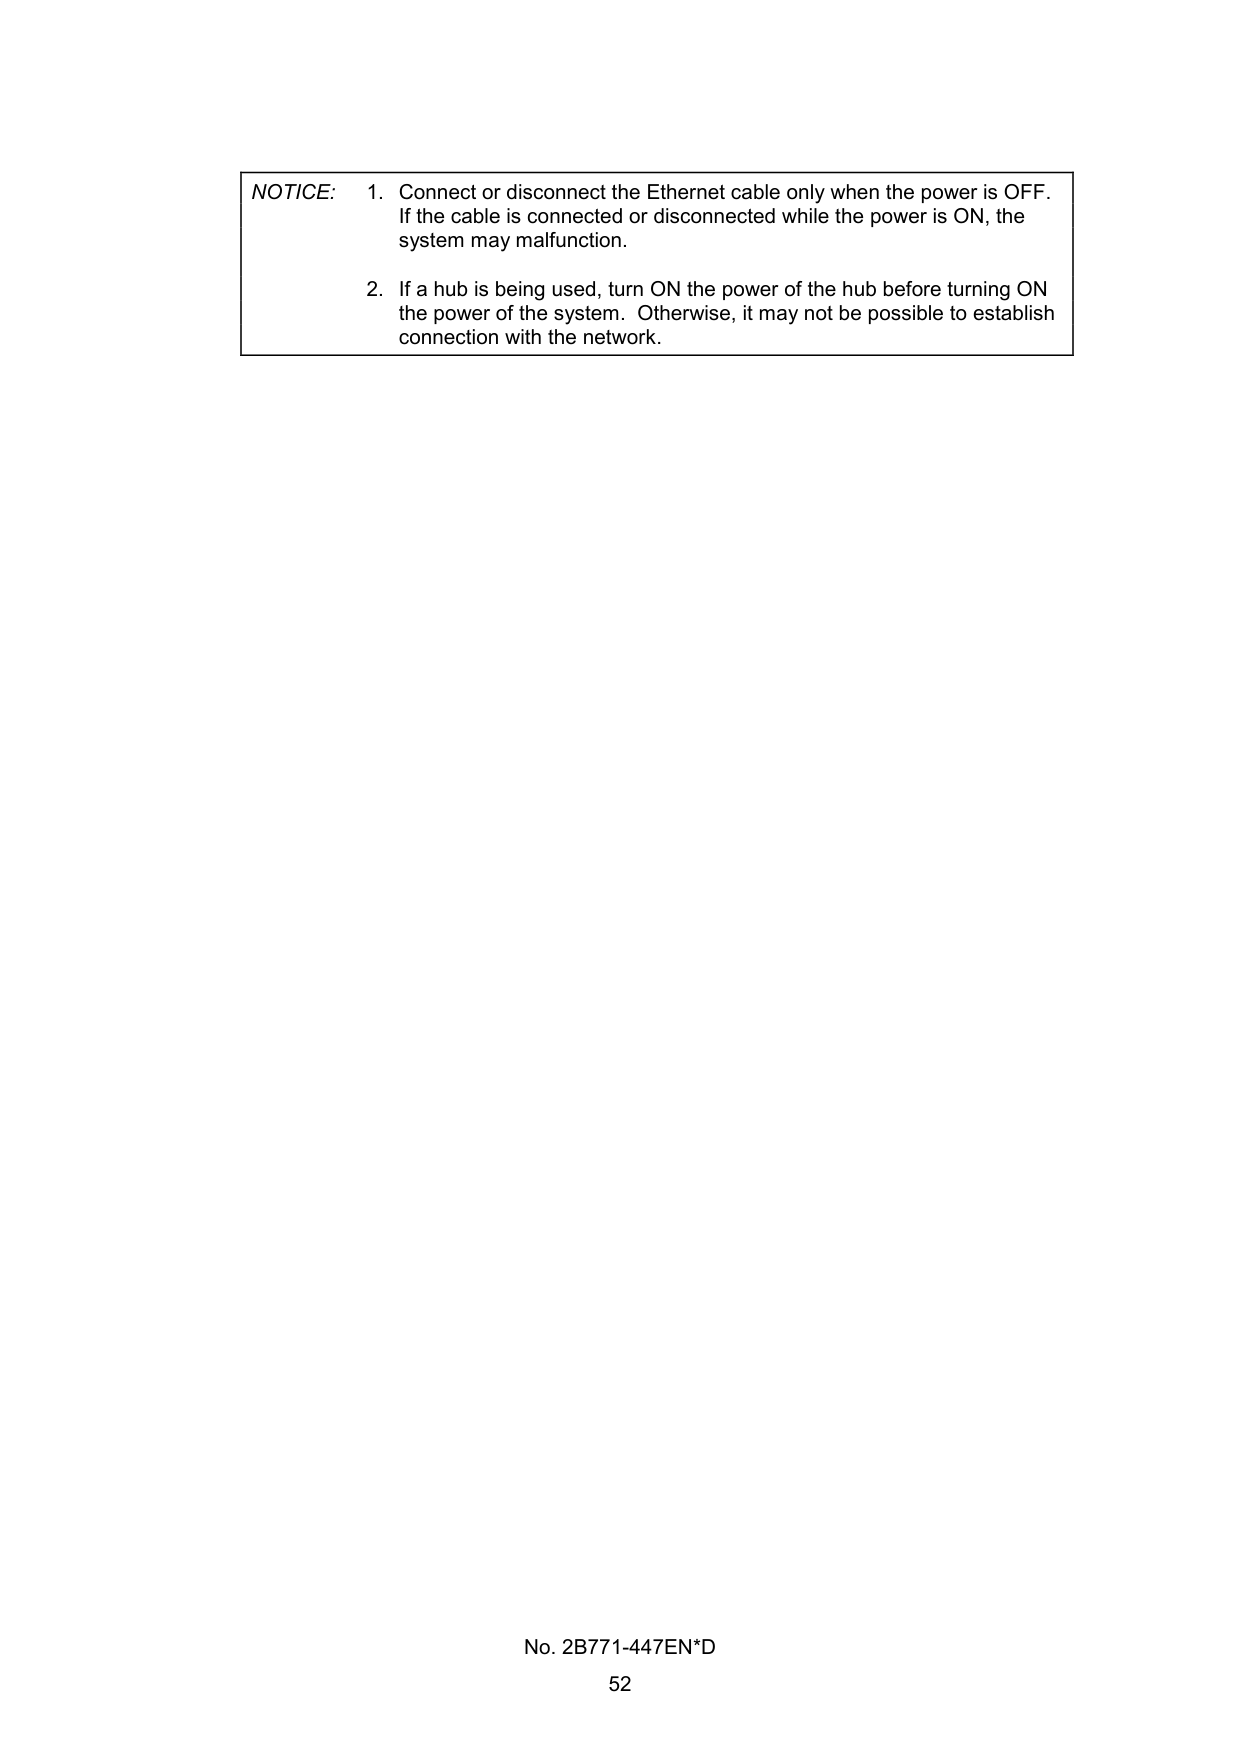 NOTICE: 1. Connect or disconnect the Ethernet cable only when the power is OFF.
If the cable is connected or disconnected while the power is ON, the
system may malfunction.
2. If a hub is being used, turn ON the power of the hub before turning ON
the power of the system.  Otherwise, it may not be possible to establish
connection with the network.
No. 2B771-447EN*D
52